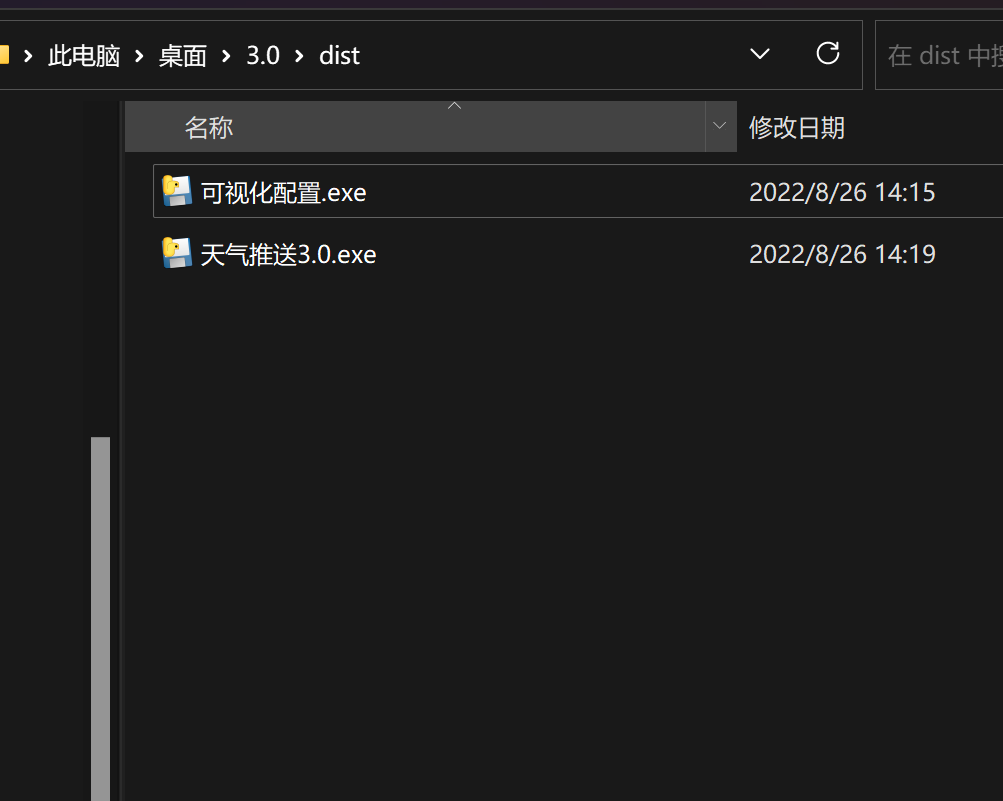 此电脑 桌面 3.0 dist
在 dist 中搜
名称 修改日期
可视化配置.exe 2022/8/26 14:15
天气推送3.0.exe 2022/8/26 14:19